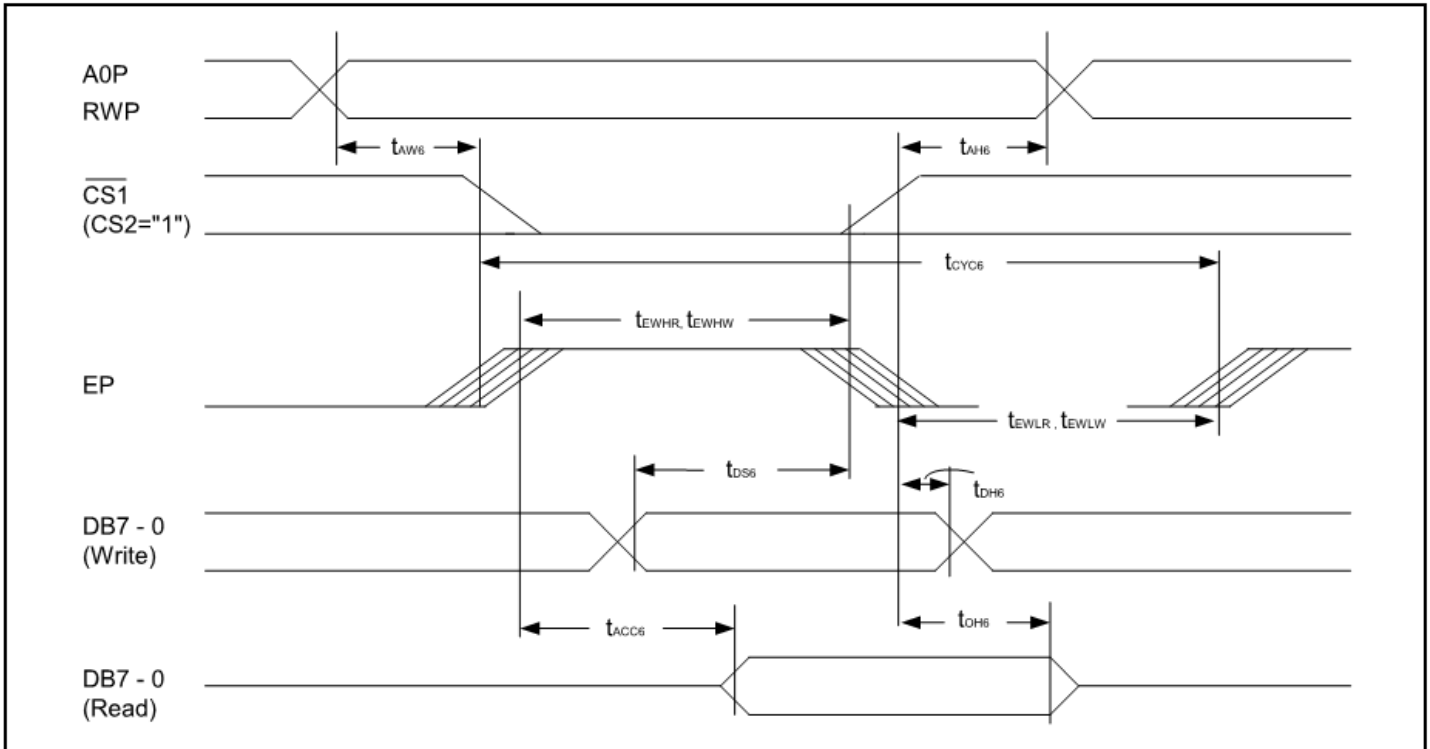 A0P
RWP
tAW6
tAH6
CS1
(CS2="1")
tCYC6
tEWHR, tEWHW
EP
tEWLR , tEWLW
tDS6
tDH6
DB7 - 0
(Write)
tACC6
tOH6
DB7 - 0
(Read)